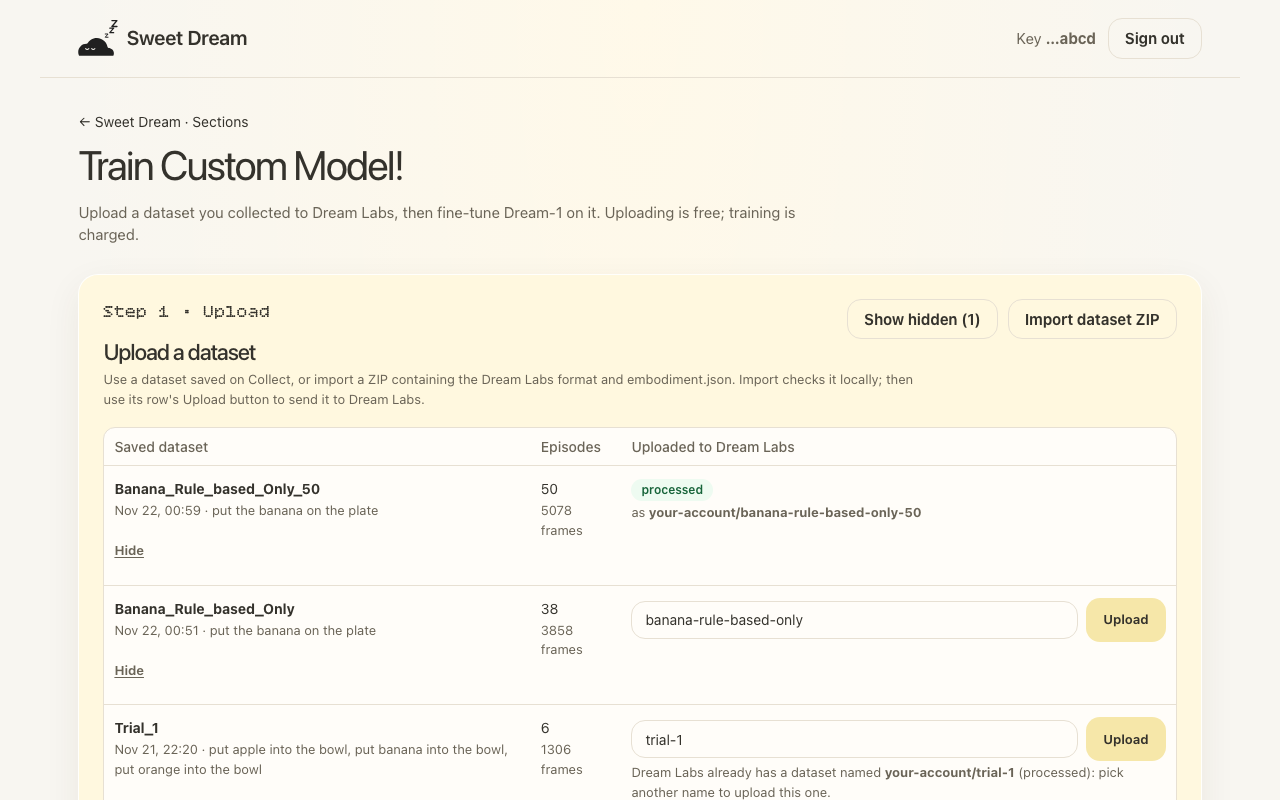 z z z
Sweet Dream
Key ...abcd
Sign out
← Sweet Dream · Sections
Train Custom Model!
Upload a dataset you collected to Dream Labs, then fine-tune Dream-1 on it. Uploading is free; training is
charged.
Step 1 · Upload
Show hidden (1)
Import dataset ZIP
Upload a dataset
Use a dataset saved on Collect, or import a ZIP containing the Dream Labs format and embodiment.json. Import checks it locally; then
use its row's Upload button to send it to Dream Labs.
Saved dataset
Episodes
Uploaded to Dream Labs
Banana_Rule_based_Only_50
Nov 22, 00:59 · put the banana on the plate
Hide
50
5078
frames
processed
as your-account/banana-rule-based-only-50
Banana_Rule_based_Only
Nov 22, 00:51 · put the banana on the plate
Hide
38
3858
frames
banana-rule-based-only
Upload
Trial_1
Nov 21, 22:20 · put apple into the bowl, put banana into the bowl,
put orange into the bowl
6
1306
frames
trial-1
Upload
Dream Labs already has a dataset named your-account/trial-1 (processed): pick
another name to upload this one.